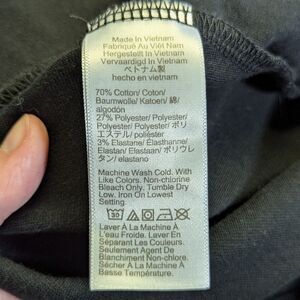 Made In Vietnam
Fabriqué Au Viêt Nam
Hergestellt In Vietnam
Vervaardigd In Vietnam
ベトナム製
hecho en vietnam
70% Cotton/ Coton/
Baumwolle/ Katoen/ 綿/
algodón
27% Polyester/ Polyester/
Polyester/ Polyester/ ポリ
エステル/ poliéster
3% Elastane/ Élasthanne/
Elastan/ Elastaan/ ポリウレ
タン/ elastano
Machine Wash Cold. With
Like Colors. Non-chlorine
Bleach Only. Tumble Dry
Low. Iron On Lowest
Setting.
30
Laver À La Machine À
L'eau Froide. Laver En
Séparant Les Couleurs.
Seulement Agent De
Blanchiment Non-chloré.
Sécher À La Machine À
Basse Température.